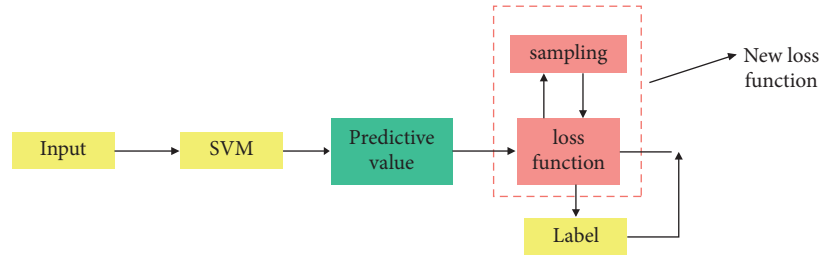 Input
SVM
Predictive
value
sampling
loss
function
Label
New loss
function